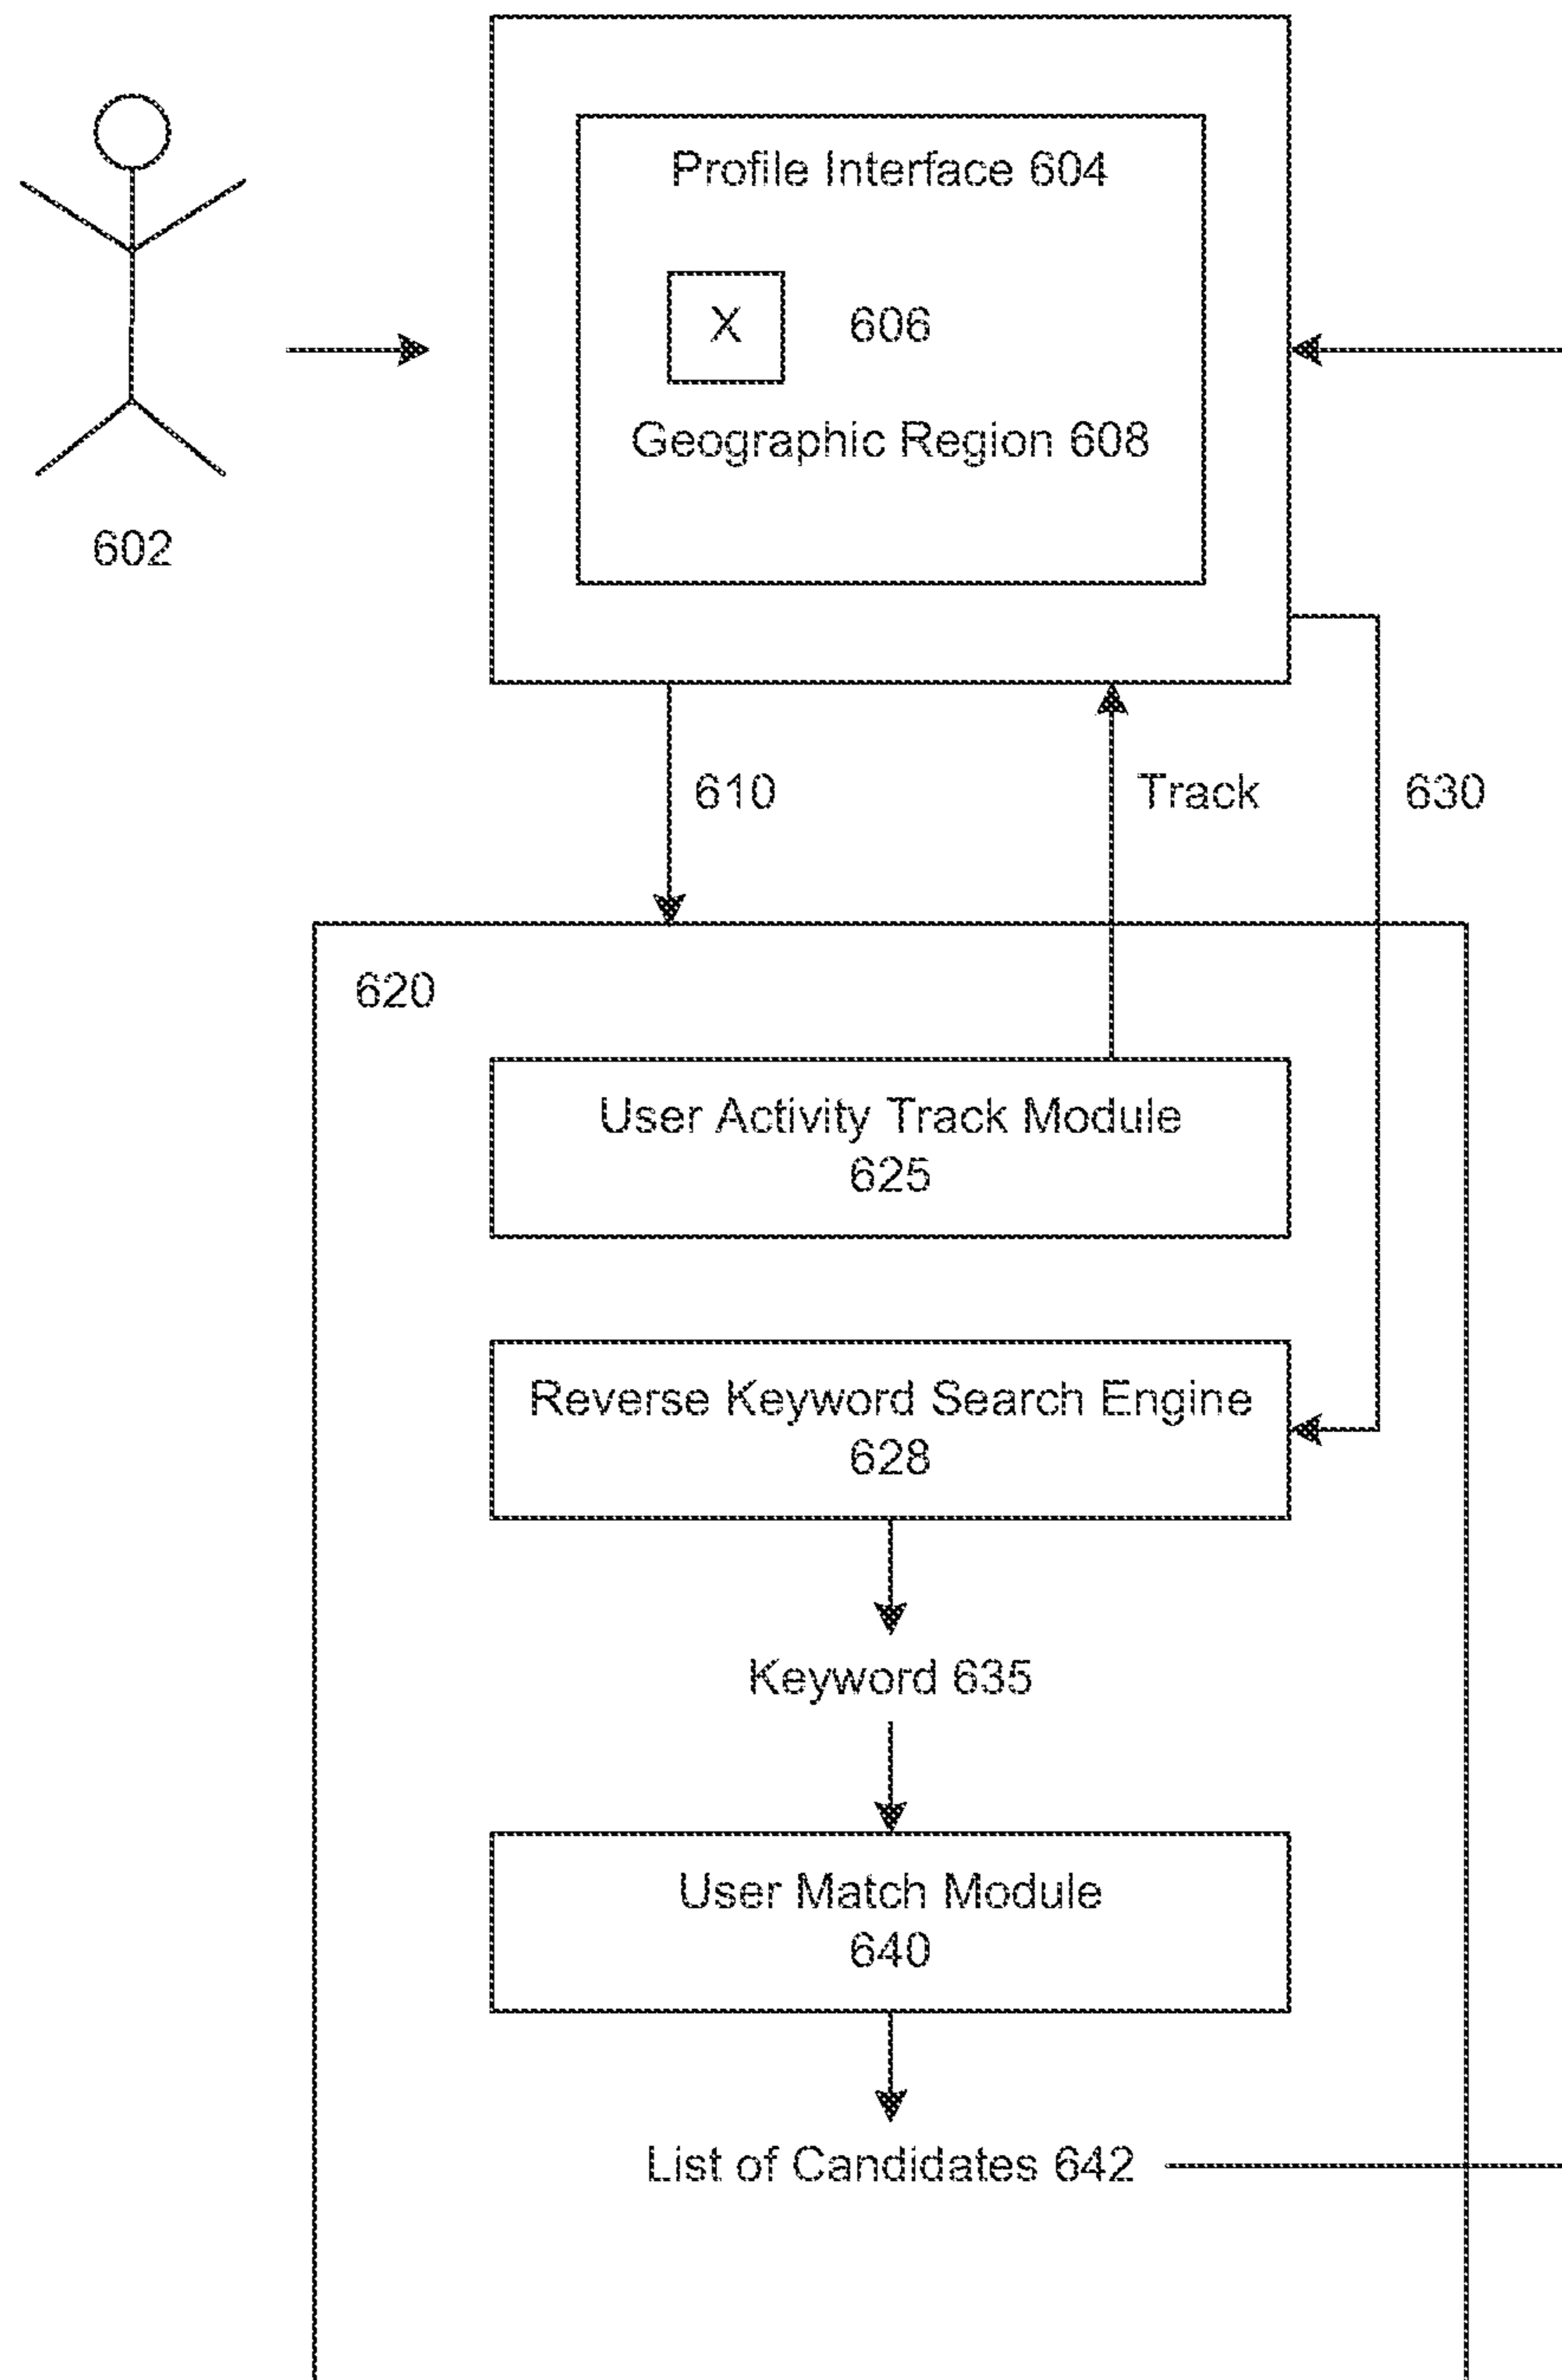 Profile Interface 604
X 606
Geographic Region 608
602
610
Track
630
620
User Activity Track Module
625
Reverse Keyword Search Engine
628
Keyword 635
User Match Module
640
List of Candidates 642